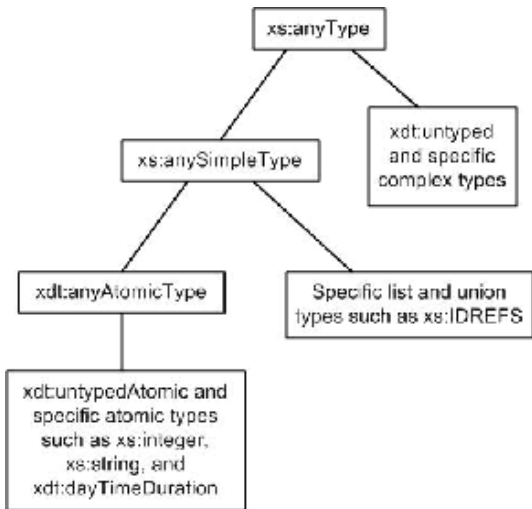 xs:anyType
xdt:untyped
and specific
complex types
xs:anySimpleType
xdt:anyAtomicType
Specific list and union
types such as xs:IDREFS
xdt:untypedAtomic and
specific atomic types
such as xs:integer,
xs:string, and
xdt:dayTimeDuration